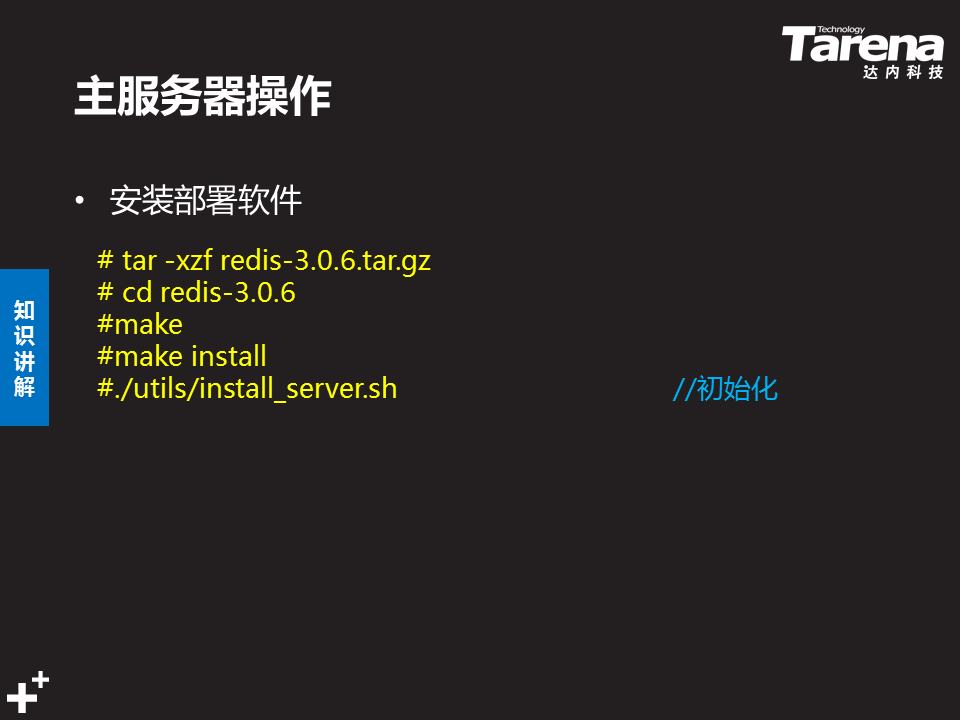 Technology
Tarena
达内科技
主服务器操作
• 安装部署软件
# tar -xzf redis-3.0.6.tar.gz
# cd redis-3.0.6
#make
#make install
#./utils/install_server.sh //初始化
知
识
讲
解